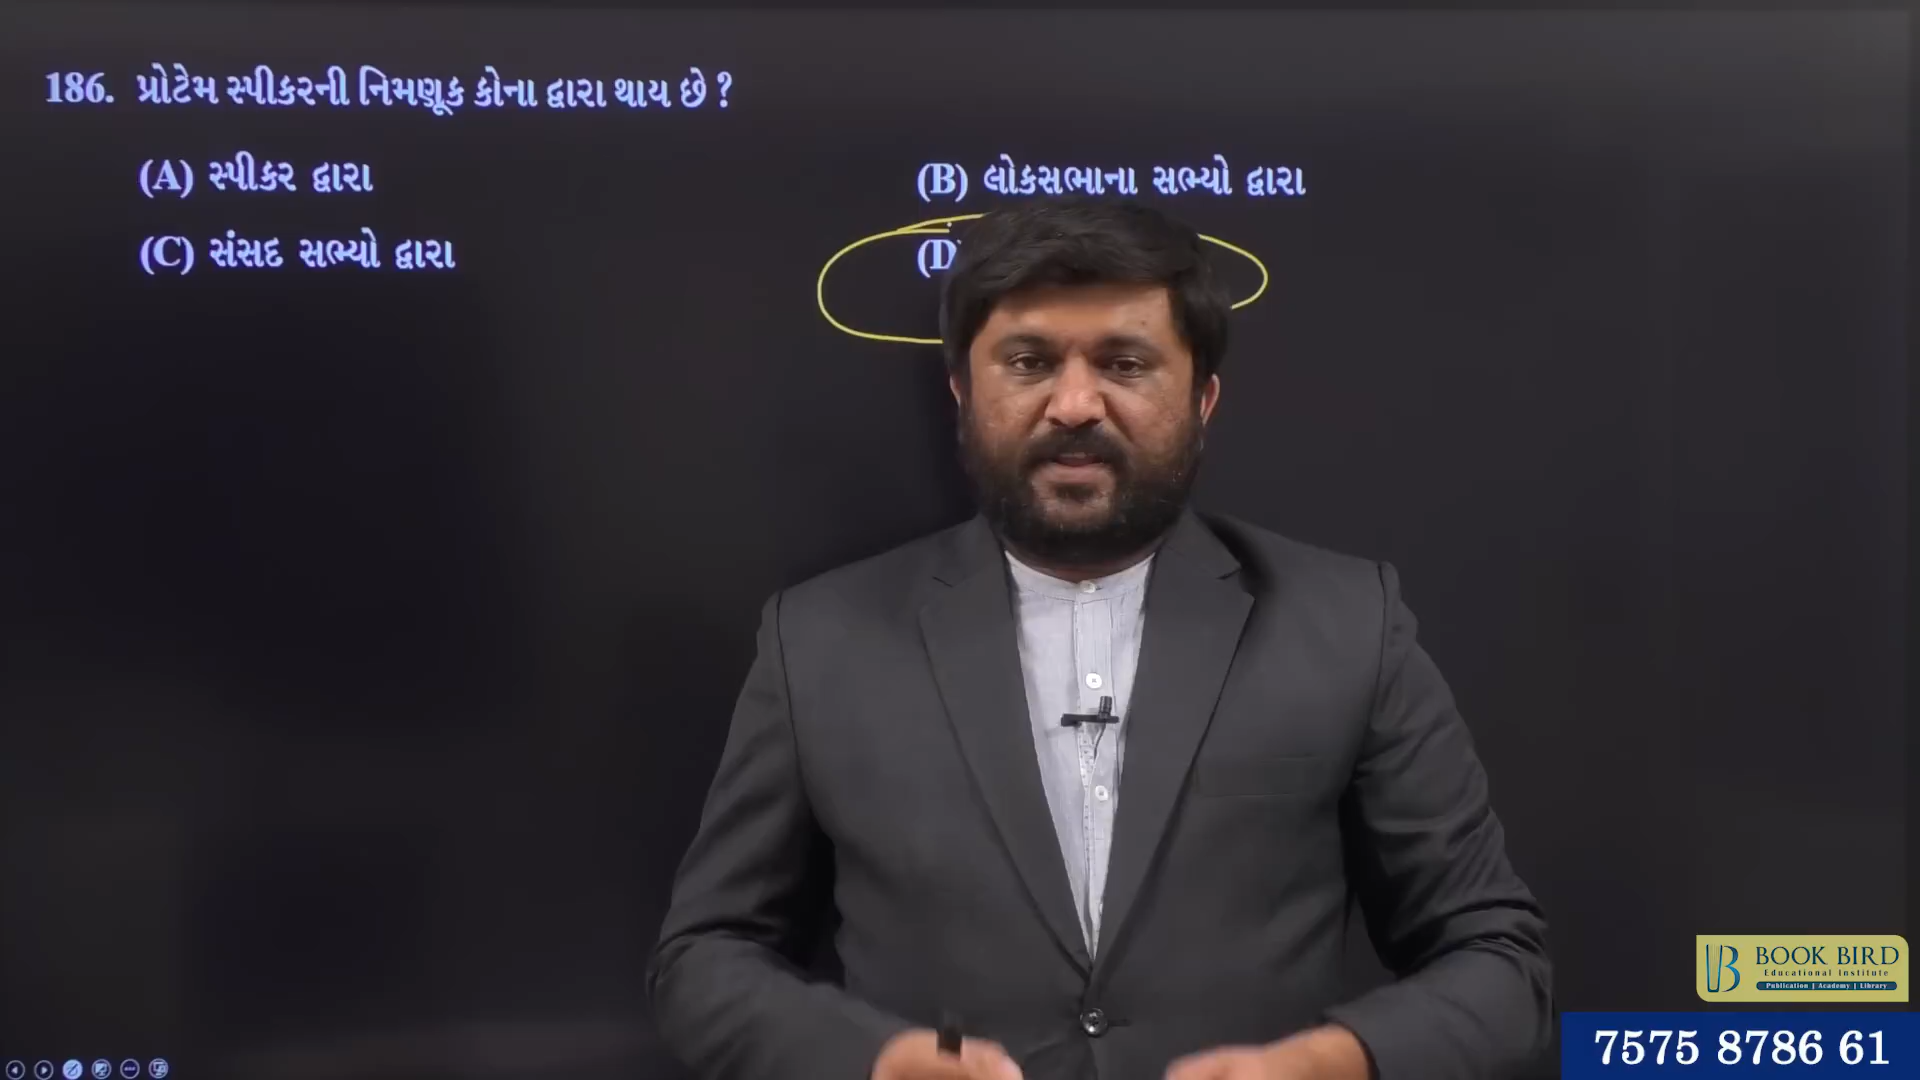 186. પ્રોટેમ સ્પીકરની નિમણૂક કોના દ્વારા થાય છે ?
(A) સ્પીકર દ્વારા
(B) લોકસભાના સભ્યો દ્વારા
(C) સંસદ સભ્યો દ્વારા
(D)
BOOK BIRD
Educational Institute
Publication | Academy | Library
7575 8786 61